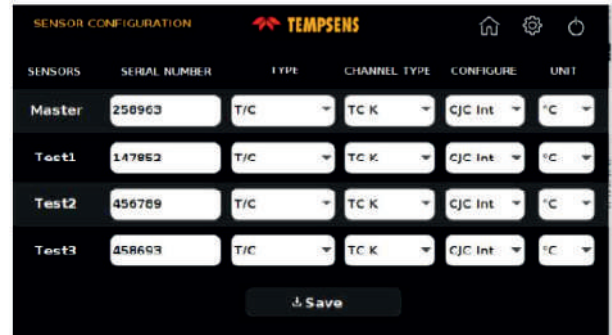 SENSOR CONFIGURATION TEMPSENS
SENSORS SERIAL NUMBER TYPE CHANNEL TYPE CONFIGURE UNIT
Master 258963 T/C TC K CJC Int °C
Test1 147852 T/C TC K CJC Int °C
Test2 456789 T/C TC K CJC Int °C
Test3 458693 T/C TC K CJC Int °C
Save